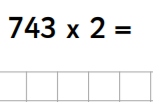 743 x 2 =